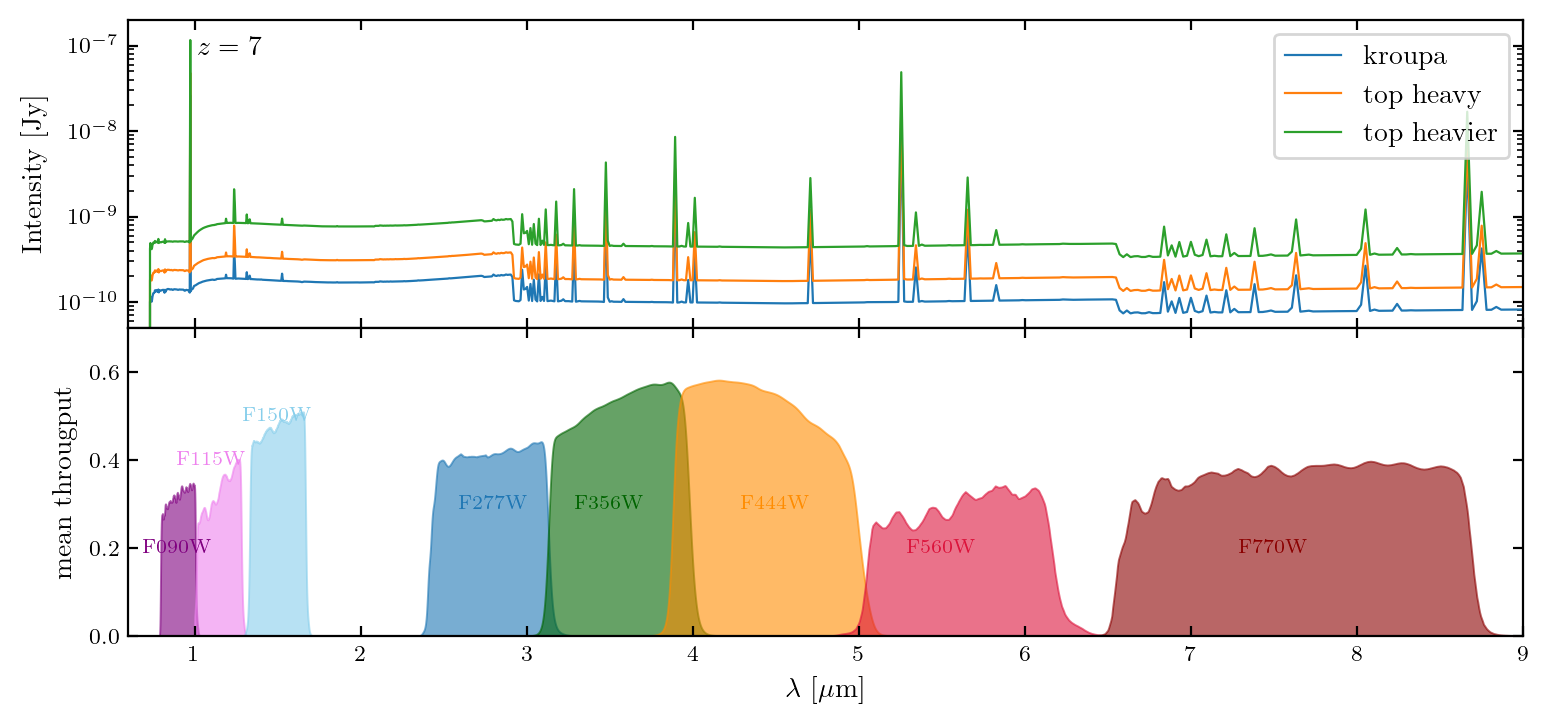 Intensity [Jy]
10⁻⁷
10⁻⁸
10⁻⁹
10⁻¹⁰
z = 7
kroupa
top heavy
top heavier
mean througput
0.6
0.4
0.2
0.0
F090W
F115W
F150W
F277W
F356W
F444W
F560W
F770W
1 2 3 4 5 6 7 8 9
λ [μm]